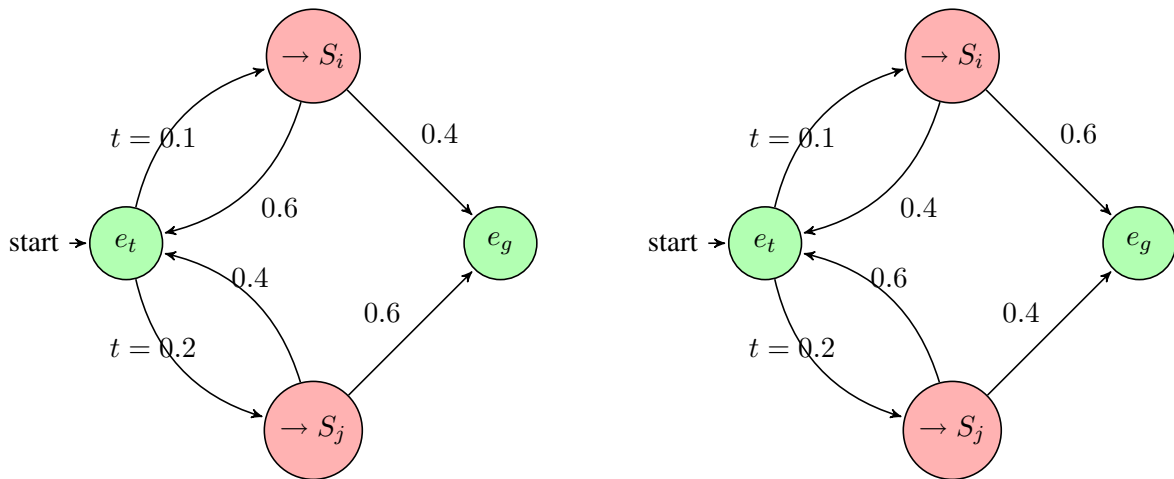 → S_i
→ S_i
t = 0.1
0.4
t = 0.1
0.6
0.6
0.4
start
e_t
e_g
start
e_t
e_g
0.4
0.6
0.6
0.4
t = 0.2
t = 0.2
→ S_j
→ S_j